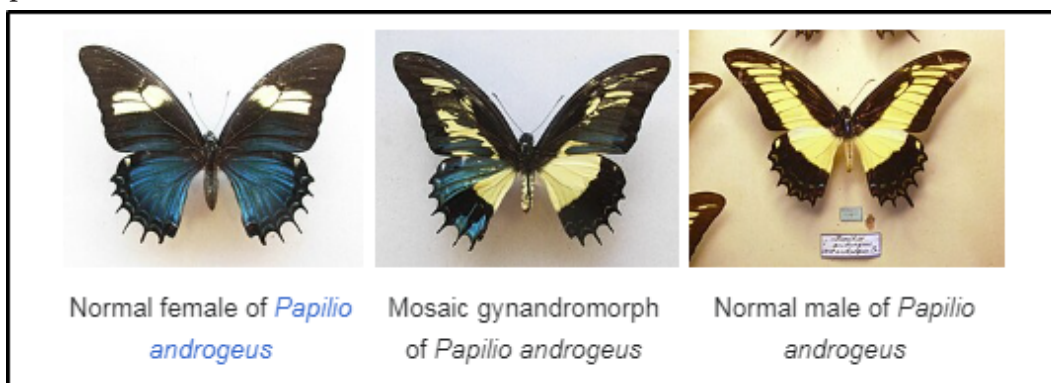 Normal female of Papilio
androgeus
Mosaic gynandromorph
of Papilio androgeus
Normal male of Papilio
androgeus